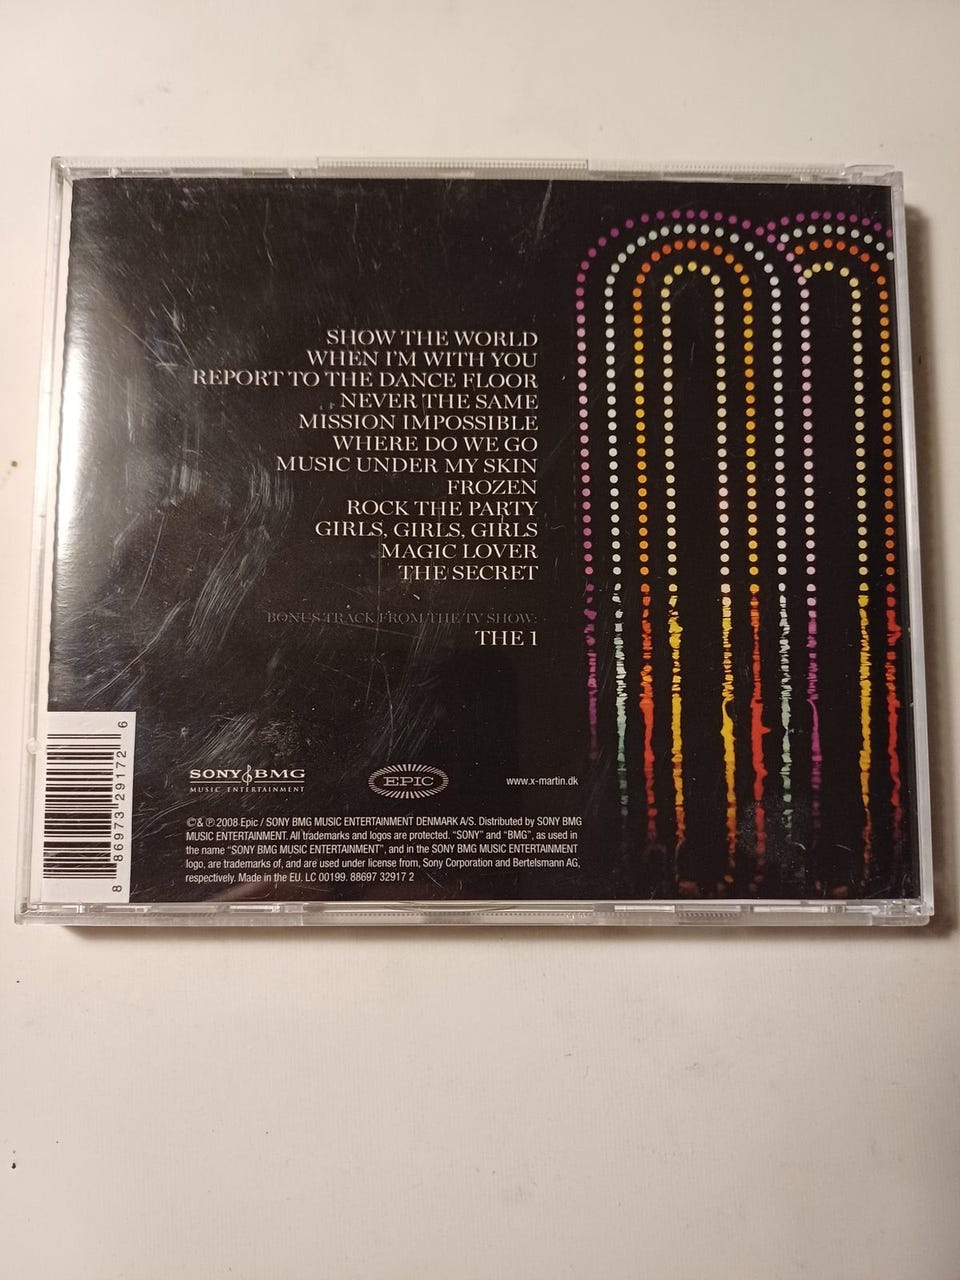 SHOW THE WORLD
WHEN I'M WITH YOU
REPORT TO THE DANCE FLOOR
NEVER THE SAME
MISSION IMPOSSIBLE
WHERE DO WE GO
MUSIC UNDER MY SKIN
FROZEN
ROCK THE PARTY
GIRLS, GIRLS, GIRLS
MAGIC LOVER
THE SECRET
BONUS TRACK FROM THE TV SHOW:
THE 1
8 86973 29172 6
SONY BMG
MUSIC ENTERTAINMENT
EPIC
www.x-martin.dk
©& ℗ 2008 Epic / SONY BMG MUSIC ENTERTAINMENT DENMARK A/S. Distributed by SONY BMG
MUSIC ENTERTAINMENT. All trademarks and logos are protected. "SONY" and "BMG", as used in
the name "SONY BMG MUSIC ENTERTAINMENT", and in the SONY BMG MUSIC ENTERTAINMENT
logo, are trademarks of, and are used under license from, Sony Corporation and Bertelsmann AG,
respectively. Made in the EU. LC 00199. 88697 32917 2